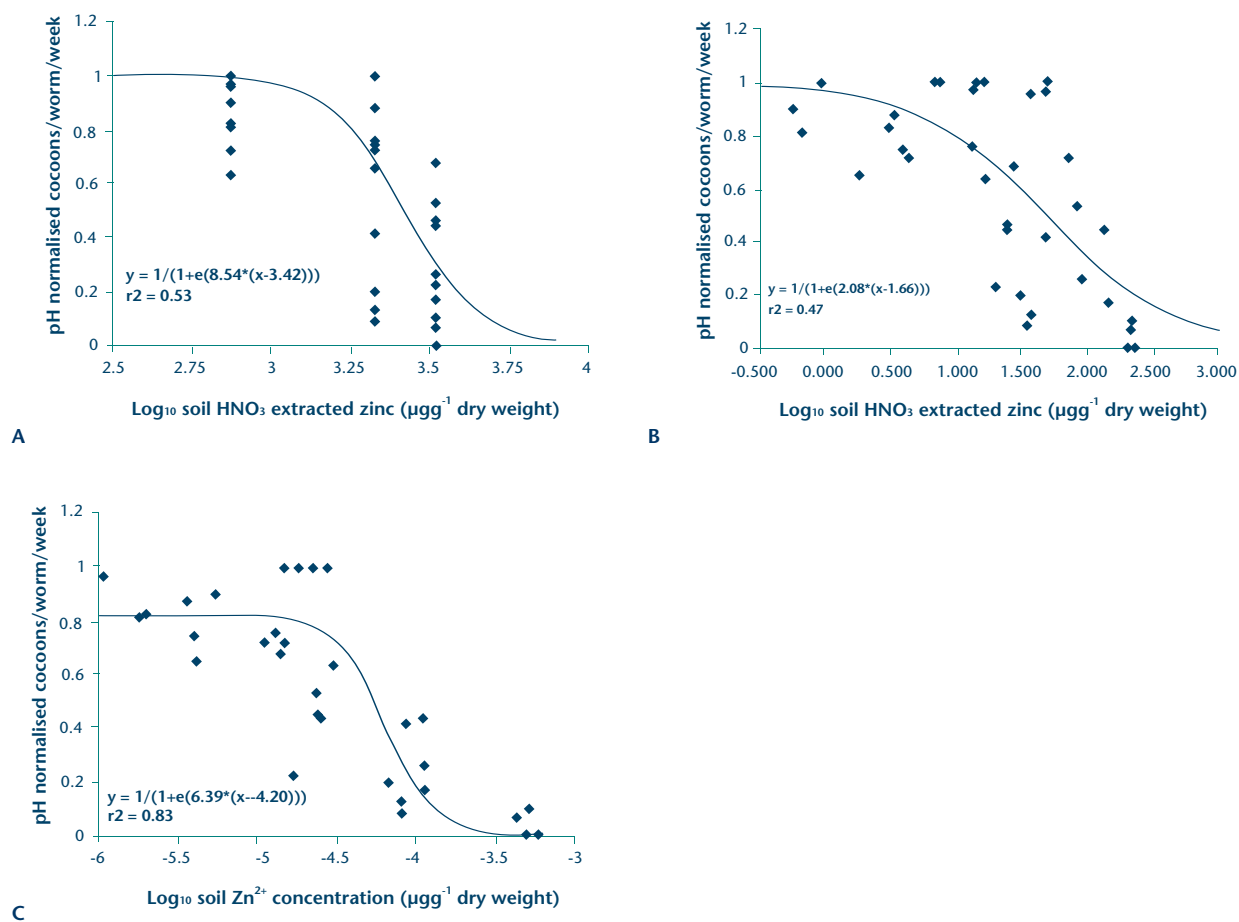 pH normalised cocoons/worm/week
1.2
1
0.8
0.6
0.4
0.2
0
y = 1/(1+e(8.54*(x-3.42)))
r2 = 0.53
2.5 2.75 3 3.25 3.5 3.75 4
Log₁₀ soil HNO₃ extracted zinc (µgg⁻¹ dry weight)
A
pH normalised cocoons/worm/week
1.2
1
0.8
0.6
0.4
0.2
0
y = 1/(1+e(2.08*(x-1.66)))
r2 = 0.47
-0.500 0.000 0.500 1.000 1.500 2.000 2.500 3.000
Log₁₀ soil HNO₃ extracted zinc (µgg⁻¹ dry weight)
B
pH normalised cocoons/worm/week
1.2
1
0.8
0.6
0.4
0.2
0
y = 1/(1+e(6.39*(x--4.20)))
r2 = 0.83
-6 -5.5 -5 -4.5 -4 -3.5 -3
Log₁₀ soil Zn²⁺ concentration (µgg⁻¹ dry weight)
C